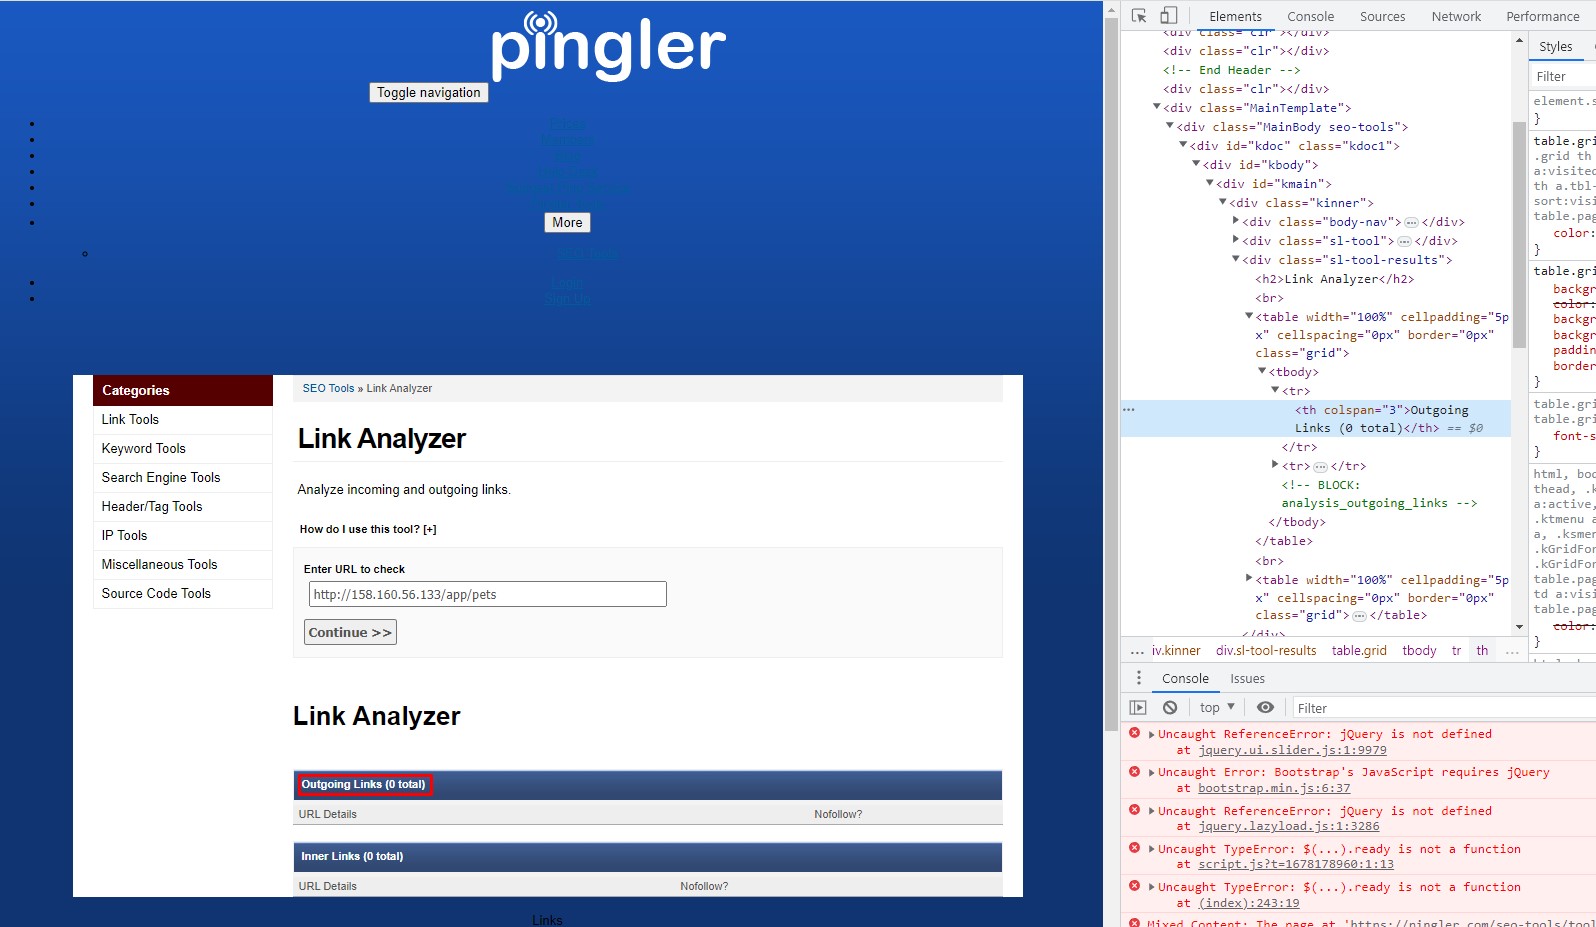 pingler
Toggle navigation
More
Login
Sign Up
Categories
Link Tools
Keyword Tools
Search Engine Tools
Header/Tag Tools
IP Tools
Miscellaneous Tools
Source Code Tools
SEO Tools » Link Analyzer
Link Analyzer
Analyze incoming and outgoing links.
How do I use this tool? [+]
Enter URL to check
http://158.160.56.133/app/pets
Continue >>
Link Analyzer
Outgoing Links (0 total)
URL Details Nofollow?
Inner Links (0 total)
URL Details Nofollow?
Links
Elements Console Sources Network Performance
<div class="clr"></div>
<div class="clr"></div>
<!-- End Header -->
<div class="clr"></div>
<div class="MainTemplate">
<div class="MainBody seo-tools">
<div id="kdoc" class="kdoc1">
<div id="kbody">
<div id="kmain">
<div class="kinner">
<div class="body-nav">…</div>
<div class="sl-tool">…</div>
<div class="sl-tool-results">
<h2>Link Analyzer</h2>
<br>
<table width="100%" cellpadding="5p
x" cellspacing="0px" border="0px"
class="grid">
<tbody>
<tr>
… <th colspan="3">Outgoing
Links (0 total)</th> == $0
</tr>
<tr>…</tr>
<!-- BLOCK:
analysis_outgoing_links -->
</tbody>
</table>
<br>
<table width="100%" cellpadding="5p
x" cellspacing="0px" border="0px"
class="grid">…</table>
</div>
… iv.kinner div.sl-tool-results table.grid tbody tr th …
Styles
Filter
element.s
}
table.gri
.grid th
a:visited
th a.tbl-
sort:visi
table.pag
color:
}
table.gri
backgr
color:
backgr
backgr
paddin
border
}
table.gri
table.gri
font-s
}
html, bod
thead, .k
a:active,
.ktmenu a
a, .ksmen
.kGridFor
.kGridFor
table.pag
td a:visi
table.pag
color:
}
Console Issues
top Filter
Uncaught ReferenceError: jQuery is not defined
at jquery.ui.slider.js:1:9979
Uncaught Error: Bootstrap's JavaScript requires jQuery
at bootstrap.min.js:6:37
Uncaught ReferenceError: jQuery is not defined
at jquery.lazyload.js:1:3286
Uncaught TypeError: $(...).ready is not a function
at script.js?t=1678178960:1:13
Uncaught TypeError: $(...).ready is not a function
at (index):243:19
Mixed Content: The page at 'https://pingler.com/seo-tools/tool